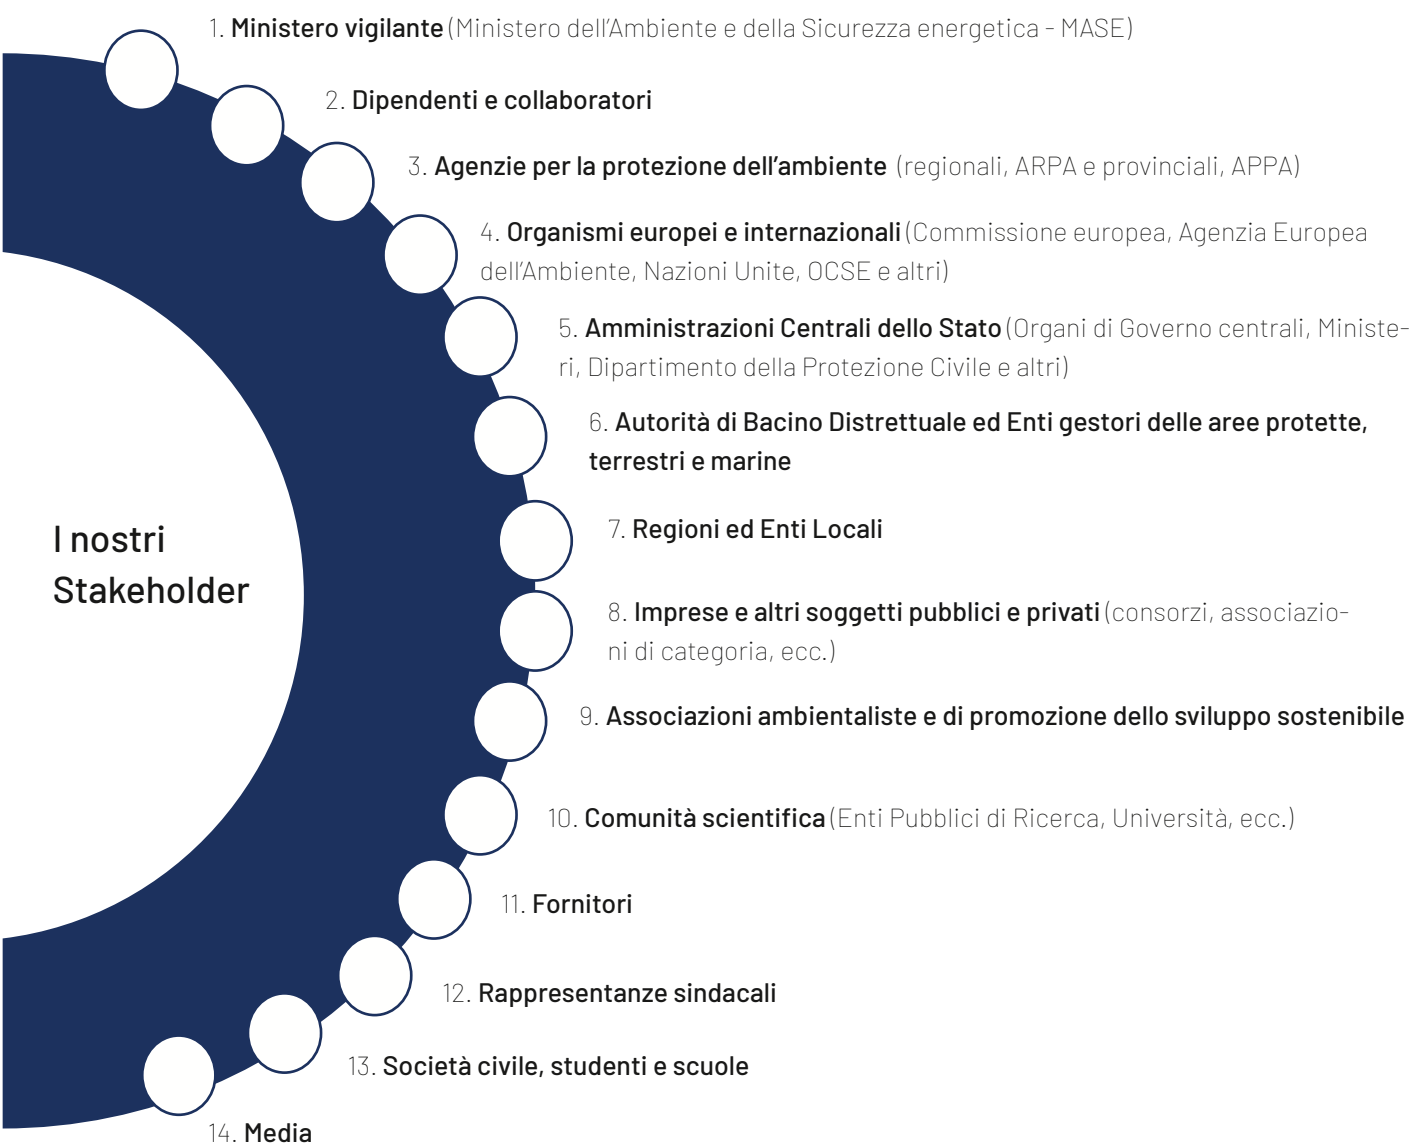 1. Ministero vigilante (Ministero dell'Ambiente e della Sicurezza energetica - MASE)
2. Dipendenti e collaboratori
3. Agenzie per la protezione dell'ambiente (regionali, ARPA e provinciali, APPA)
4. Organismi europei e internazionali (Commissione europea, Agenzia Europea
dell'Ambiente, Nazioni Unite, OCSE e altri)
5. Amministrazioni Centrali dello Stato (Organi di Governo centrali, Ministe-
ri, Dipartimento della Protezione Civile e altri)
6. Autorità di Bacino Distrettuale ed Enti gestori delle aree protette,
terrestri e marine
I nostri
Stakeholder
7. Regioni ed Enti Locali
8. Imprese e altri soggetti pubblici e privati (consorzi, associazio-
ni di categoria, ecc.)
9. Associazioni ambientaliste e di promozione dello sviluppo sostenibile
10. Comunità scientifica (Enti Pubblici di Ricerca, Università, ecc.)
11. Fornitori
12. Rappresentanze sindacali
13. Società civile, studenti e scuole
14. Media